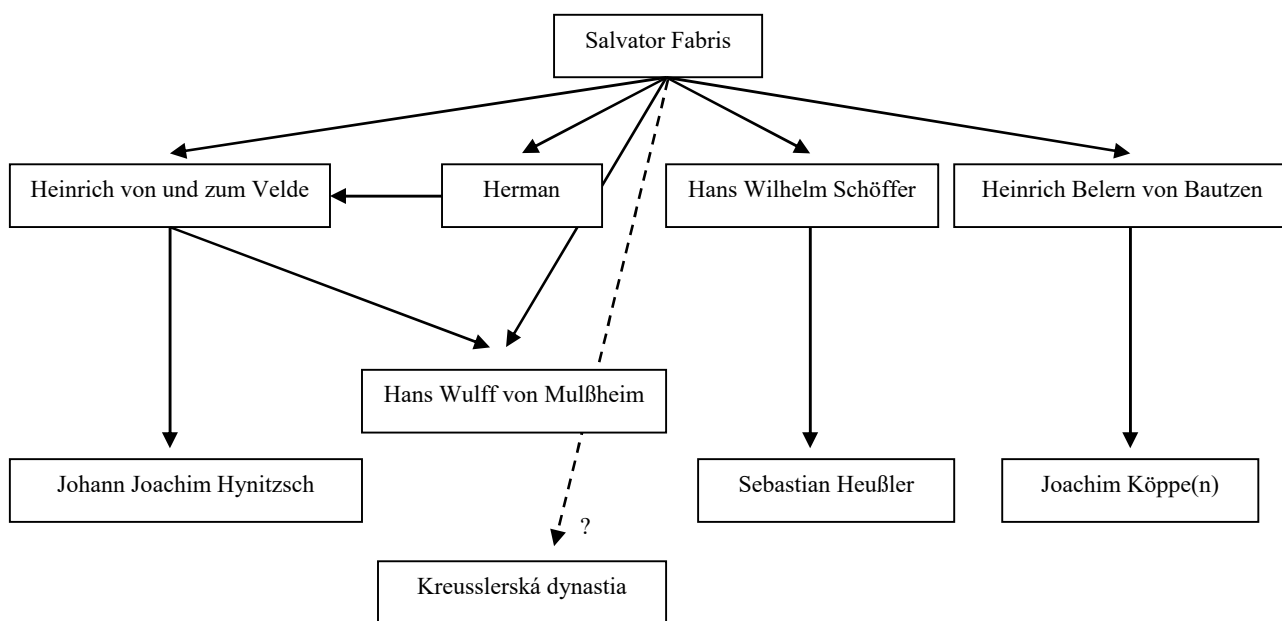 Salvator Fabris
Heinrich von und zum Velde
Herman
Hans Wilhelm Schöffer
Heinrich Belern von Bautzen
Hans Wulff von Mulßheim
Johann Joachim Hynitzsch
Sebastian Heußler
Joachim Köppe(n)
?
Kreusslerská dynastia